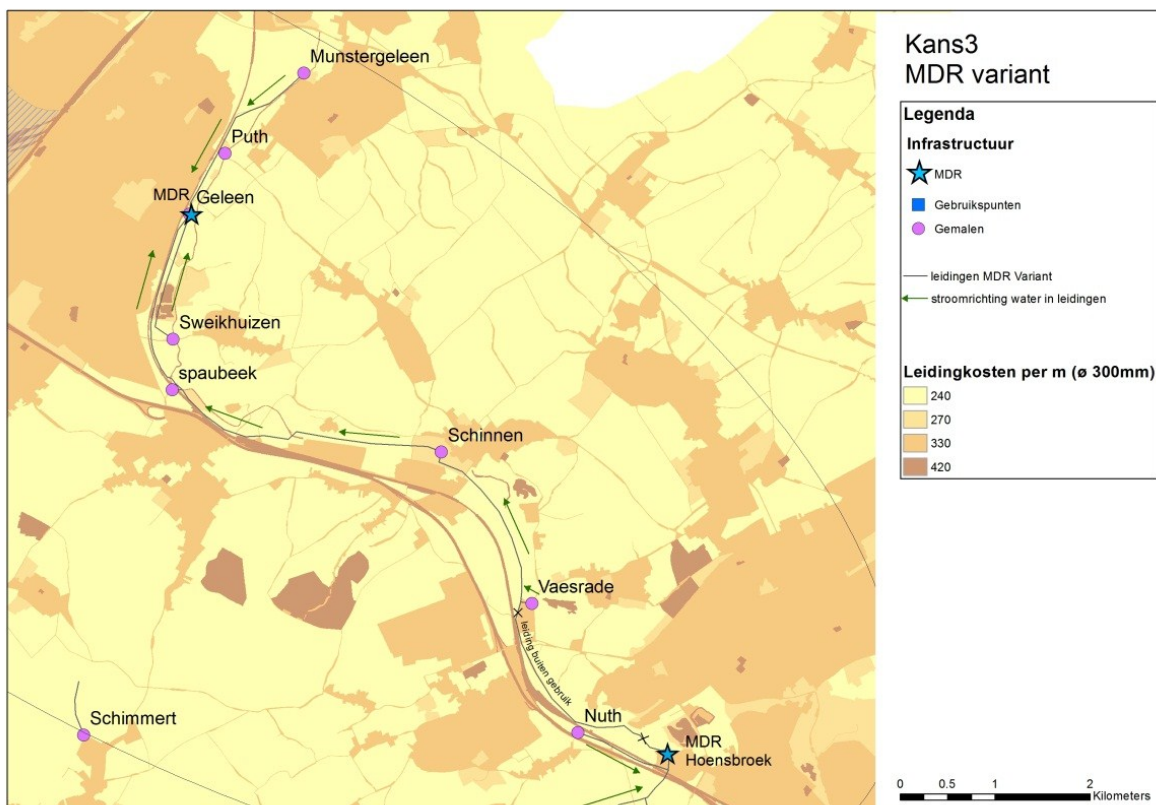 Kans3
MDR variant
Legenda
Infrastructuur
MDR
Gebruikspunten
Gemalen
leidingen MDR Variant
stroomrichting water in leidingen
Leidingkosten per m (ø 300mm)
240
270
330
420
0 0.5 1 2
Kilometers
Munstergeleen
Puth
MDR Geleen
Sweikhuizen
spaubeek
Schinnen
Vaesrade
leiding buiten gebruik
Nuth
MDR
Hoensbroek
Schimmert